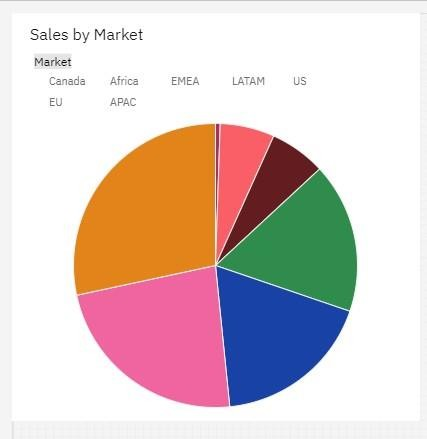 Sales by Market
Market
Canada Africa EMEA LATAM US
EU APAC